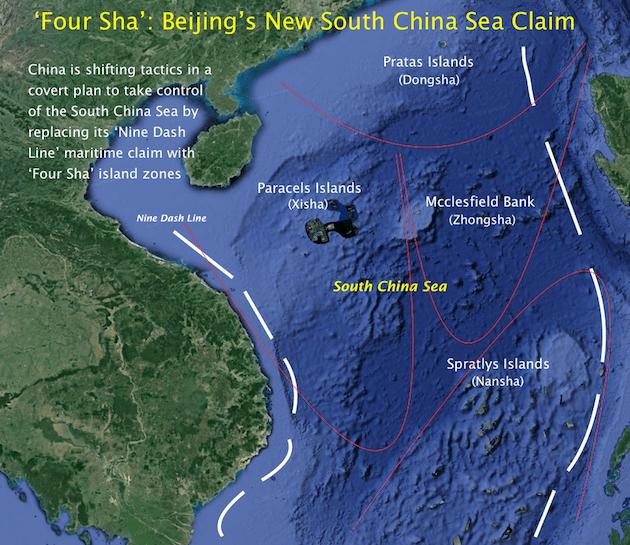 ‘Four Sha’: Beijing’s New South China Sea Claim
China is shifting tactics in a
covert plan to take control
of the South China Sea by
replacing its ‘Nine Dash
Line’ maritime claim with
‘Four Sha’ island zones
Pratas Islands
(Dongsha)
Paracels Islands
(Xisha)
Mcclesfield Bank
(Zhongsha)
Nine Dash Line
South China Sea
Spratlys Islands
(Nansha)